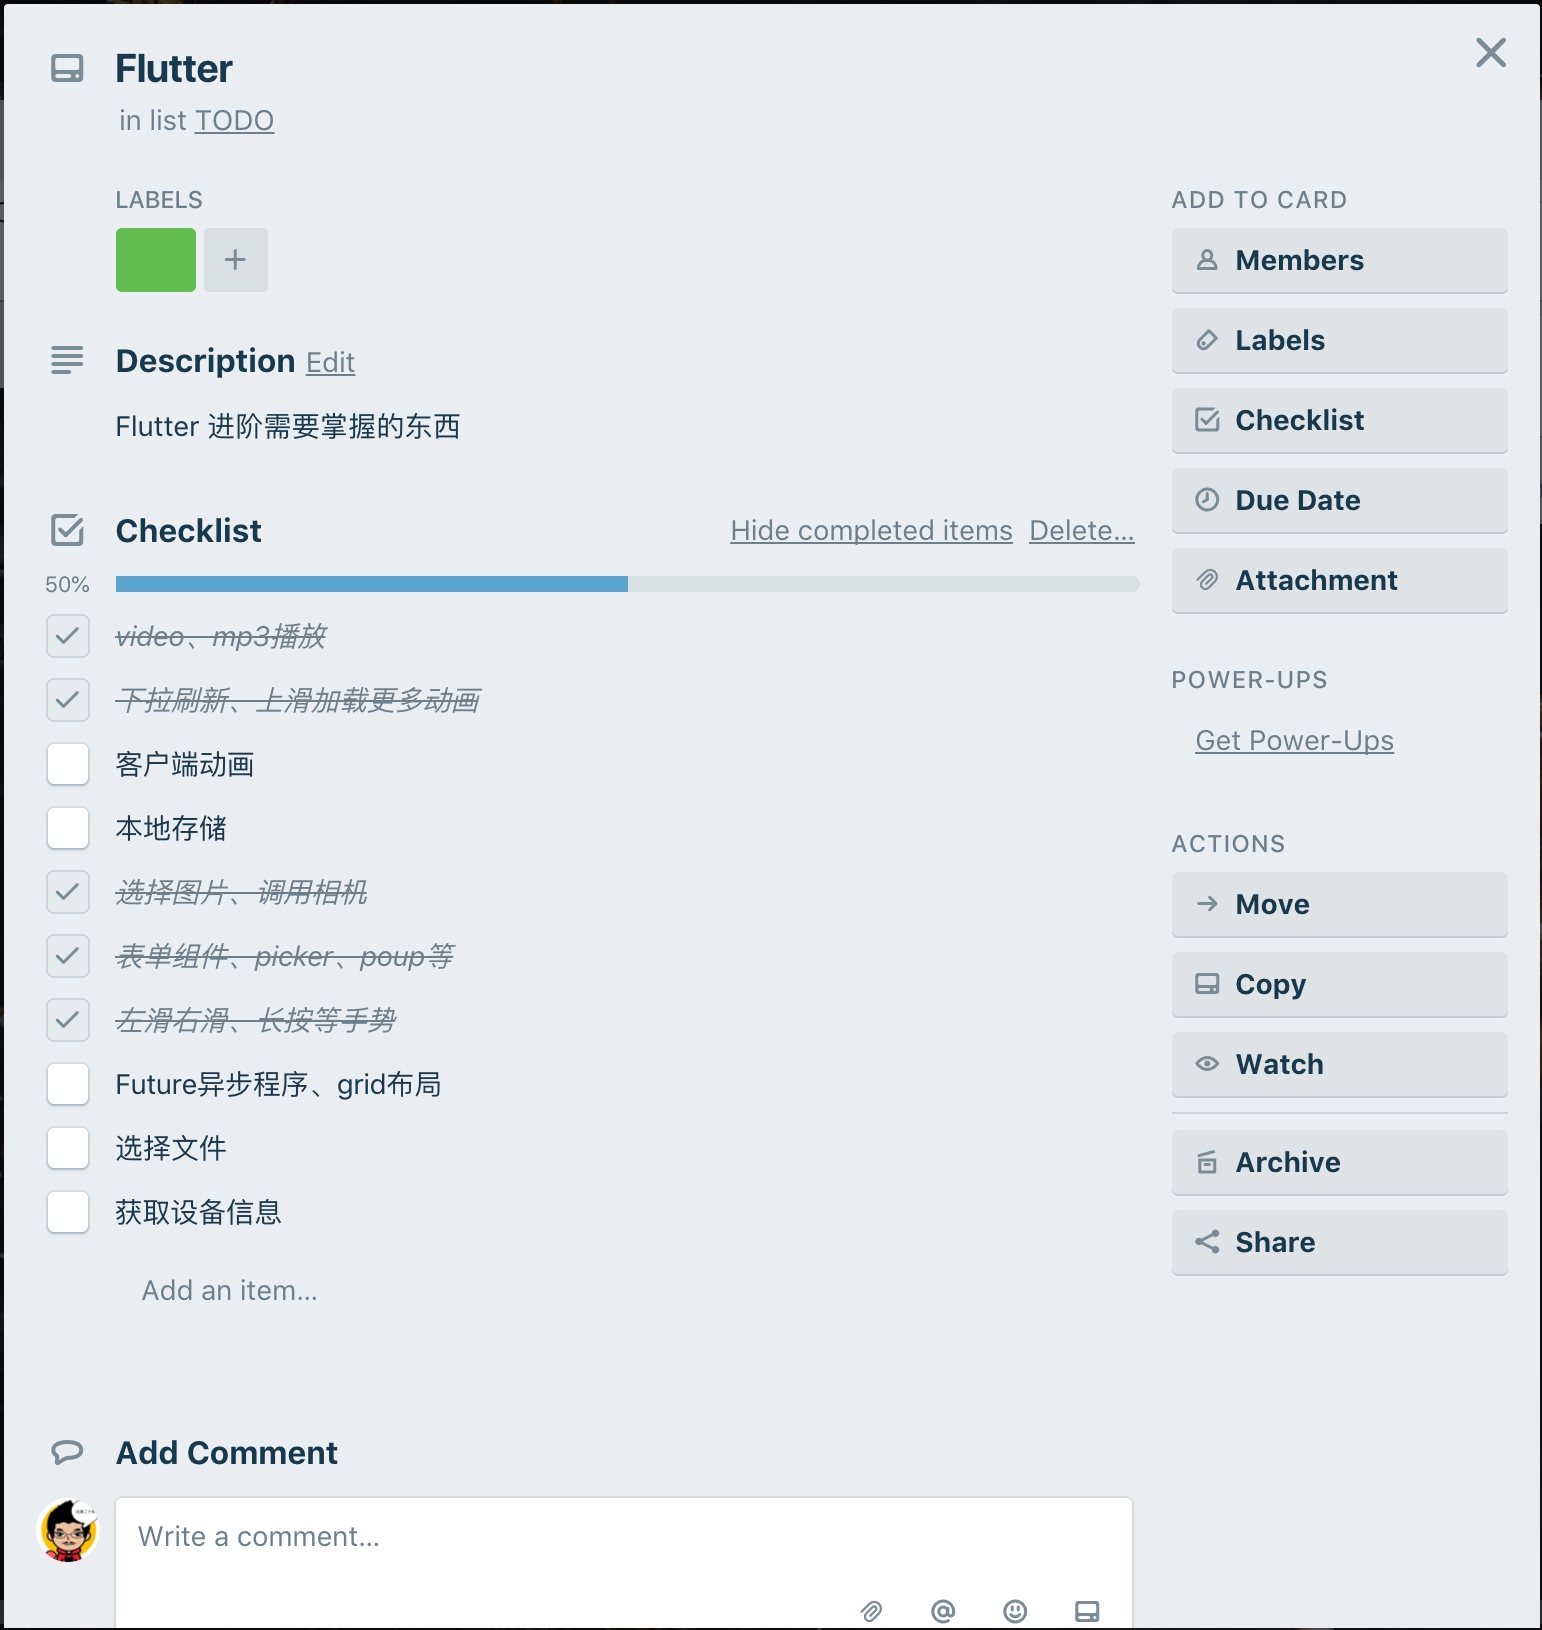 Flutter
in list TODO
LABELS
+
Description Edit
Flutter 进阶需要掌握的东西
Checklist Hide completed items Delete...
50%
video、mp3播放
下拉刷新、上滑加载更多动画
客户端动画
本地存储
选择图片、调用相机
表单组件、picker、poup等
左滑右滑、长按等手势
Future异步程序、grid布局
选择文件
获取设备信息
Add an item...
Add Comment
Write a comment...
ADD TO CARD
Members
Labels
Checklist
Due Date
Attachment
POWER-UPS
Get Power-Ups
ACTIONS
Move
Copy
Watch
Archive
Share